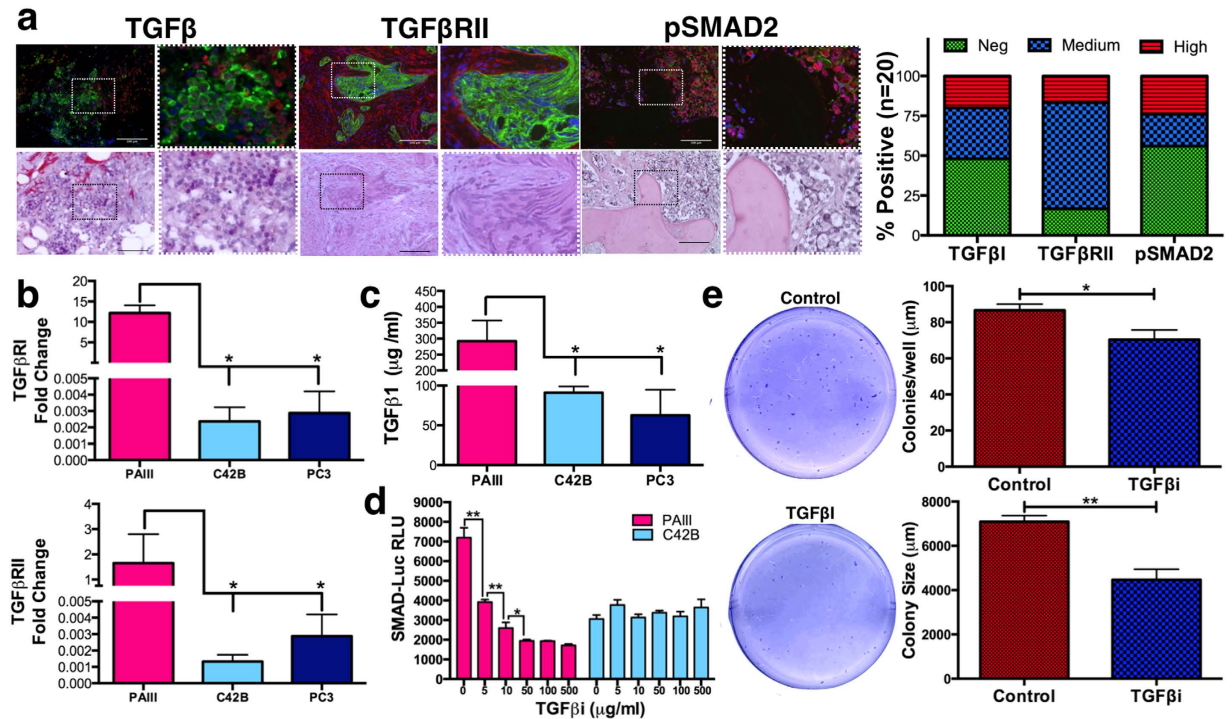 a
TGFβ
TGFβRII
pSMAD2
Neg
Medium
High
% Positive (n=20)
100
75
50
25
0
TGFβI
TGFβRII
pSMAD2
b
TGFβRI
Fold Change
20
15
10
5
0.005
0.004
0.003
0.002
0.001
0.000
*
*
PAIII
C42B
PC3
TGFβRII
Fold Change
4
3
2
1
0.005
0.004
0.003
0.002
0.001
0.000
*
*
PAIII
C42B
PC3
c
TGFβ1 (μg /ml)
450
400
350
300
250
200
100
50
0
*
*
PAIII
C42B
PC3
d
SMAD-Luc RLU
9000
8000
7000
6000
5000
4000
3000
2000
1000
0
**
**
*
PAIII
C42B
0 5 10 50 100 500 0 5 10 50 100 500
TGFβi (μg/ml)
e
Control
TGFβI
Colonies/well (μm)
100
80
60
40
20
0
*
Control
TGFβi
Colony Size (μm)
8000
6000
4000
2000
0
**
Control
TGFβi